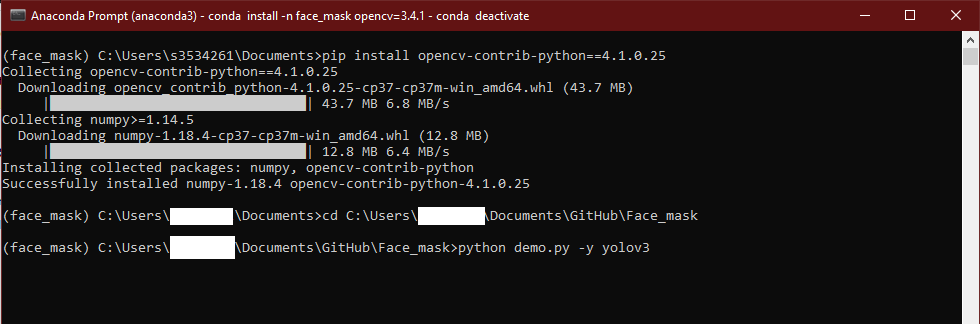 Anaconda Prompt (anaconda3) - conda  install -n face_mask opencv=3.4.1 - conda  deactivate
(face_mask) C:\Users\s3534261\Documents>pip install opencv-contrib-python==4.1.0.25
Collecting opencv-contrib-python==4.1.0.25
  Downloading opencv_contrib_python-4.1.0.25-cp37-cp37m-win_amd64.whl (43.7 MB)
     |                                | 43.7 MB 6.8 MB/s
Collecting numpy>=1.14.5
  Downloading numpy-1.18.4-cp37-cp37m-win_amd64.whl (12.8 MB)
     |                                | 12.8 MB 6.4 MB/s
Installing collected packages: numpy, opencv-contrib-python
Successfully installed numpy-1.18.4 opencv-contrib-python-4.1.0.25
(face_mask) C:\Users\ \Documents>cd C:\Users\ \Documents\GitHub\Face_mask
(face_mask) C:\Users\ \Documents\GitHub\Face_mask>python demo.py -y yolov3